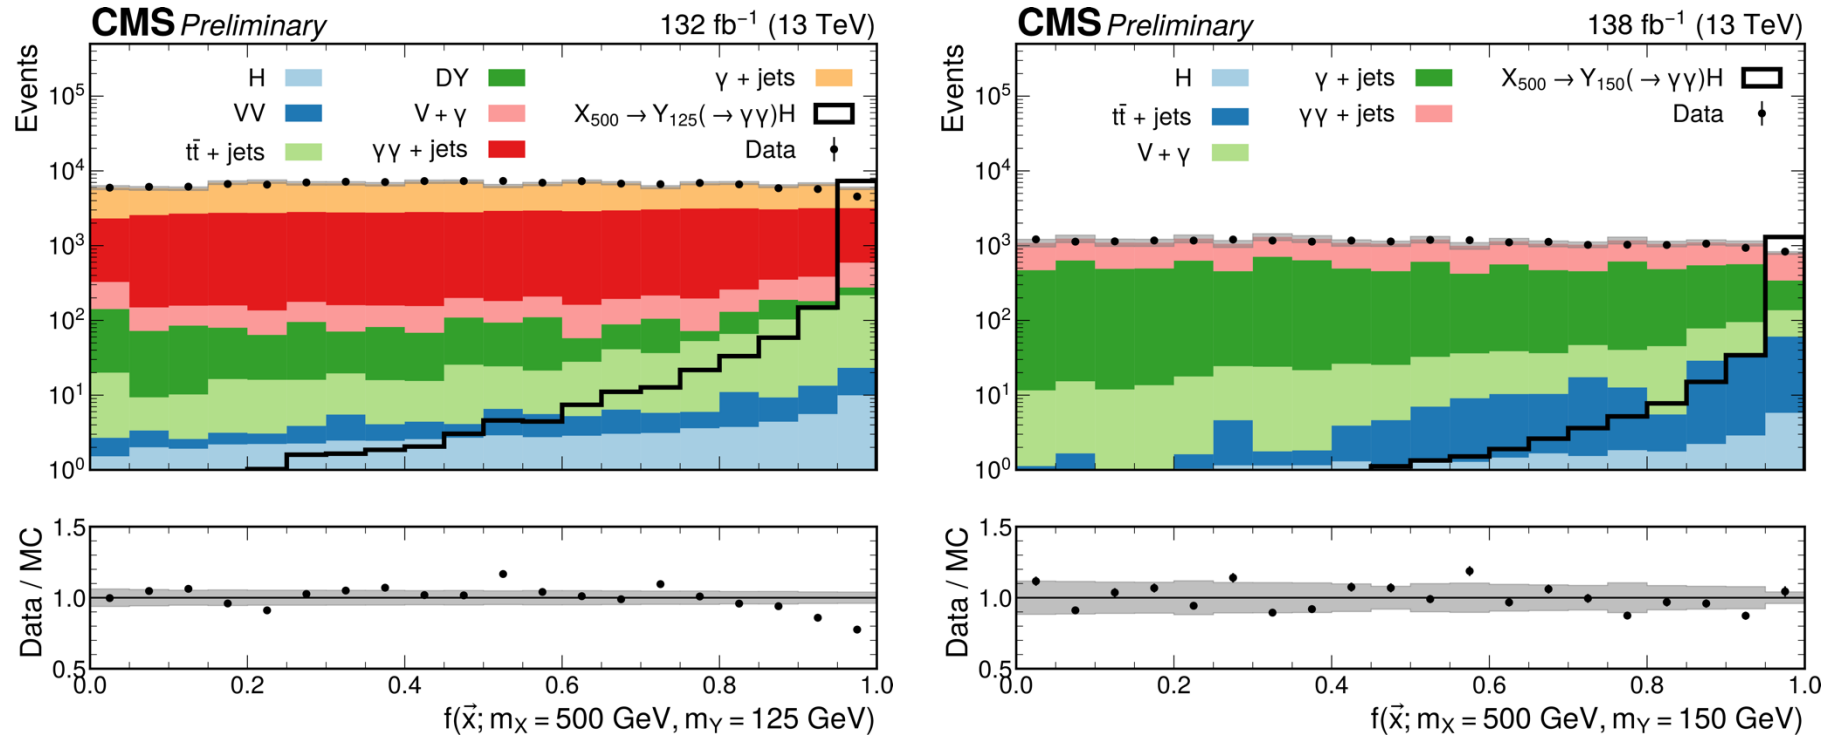 CMS Preliminary 132 fb⁻¹ (13 TeV)
Events
10⁵
10⁴
10³
10²
10¹
10⁰
H DY γ + jets
VV V + γ X₅₀₀ → Y₁₂₅( → γγ)H
tt̄ + jets γγ + jets Data
Data / MC
1.5
1.0
0.5
0.0 0.2 0.4 0.6 0.8 1.0
f(x⃗; m_X = 500 GeV, m_Y = 125 GeV)
CMS Preliminary 138 fb⁻¹ (13 TeV)
Events
10⁵
10⁴
10³
10²
10¹
10⁰
H γ + jets X₅₀₀ → Y₁₅₀( → γγ)H
tt̄ + jets γγ + jets Data
V + γ
Data / MC
1.5
1.0
0.5
0.0 0.2 0.4 0.6 0.8 1.0
f(x⃗; m_X = 500 GeV, m_Y = 150 GeV)